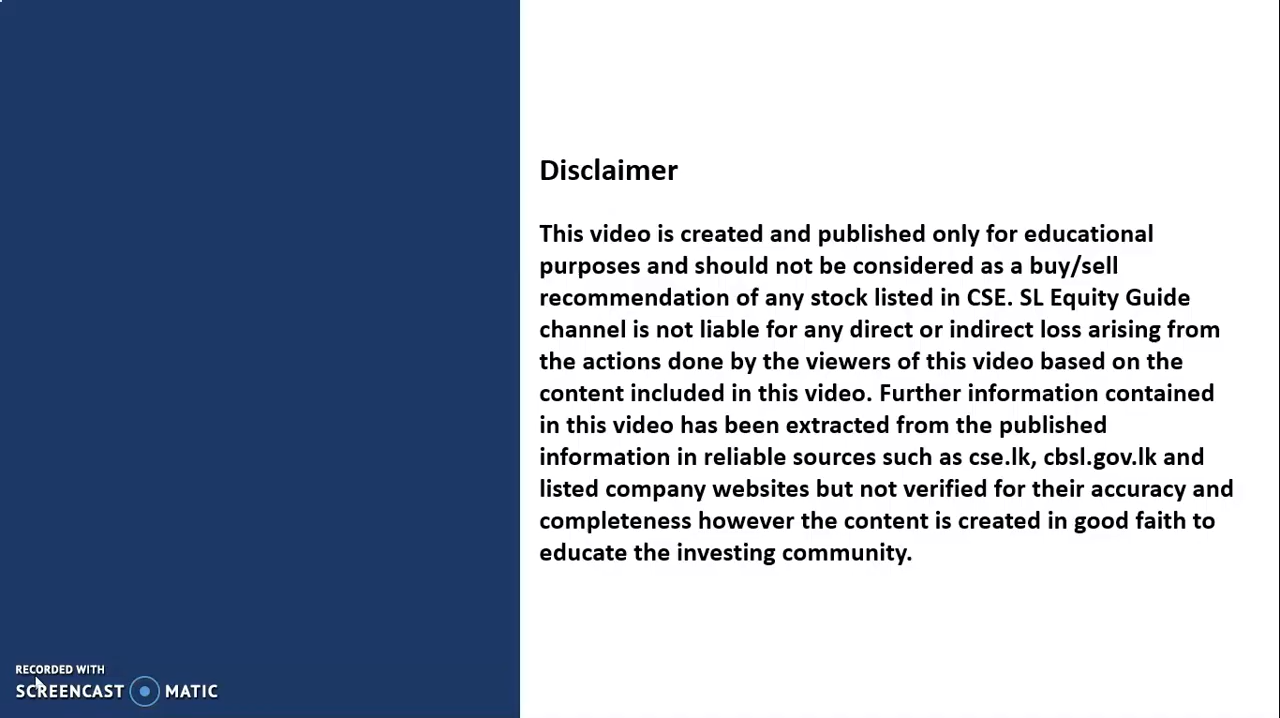 Disclaimer
This video is created and published only for educational
purposes and should not be considered as a buy/sell
recommendation of any stock listed in CSE. SL Equity Guide
channel is not liable for any direct or indirect loss arising from
the actions done by the viewers of this video based on the
content included in this video. Further information contained
in this video has been extracted from the published
information in reliable sources such as cse.lk, cbsl.gov.lk and
listed company websites but not verified for their accuracy and
completeness however the content is created in good faith to
educate the investing community.
RECORDED WITH
SCREENCAST MATIC